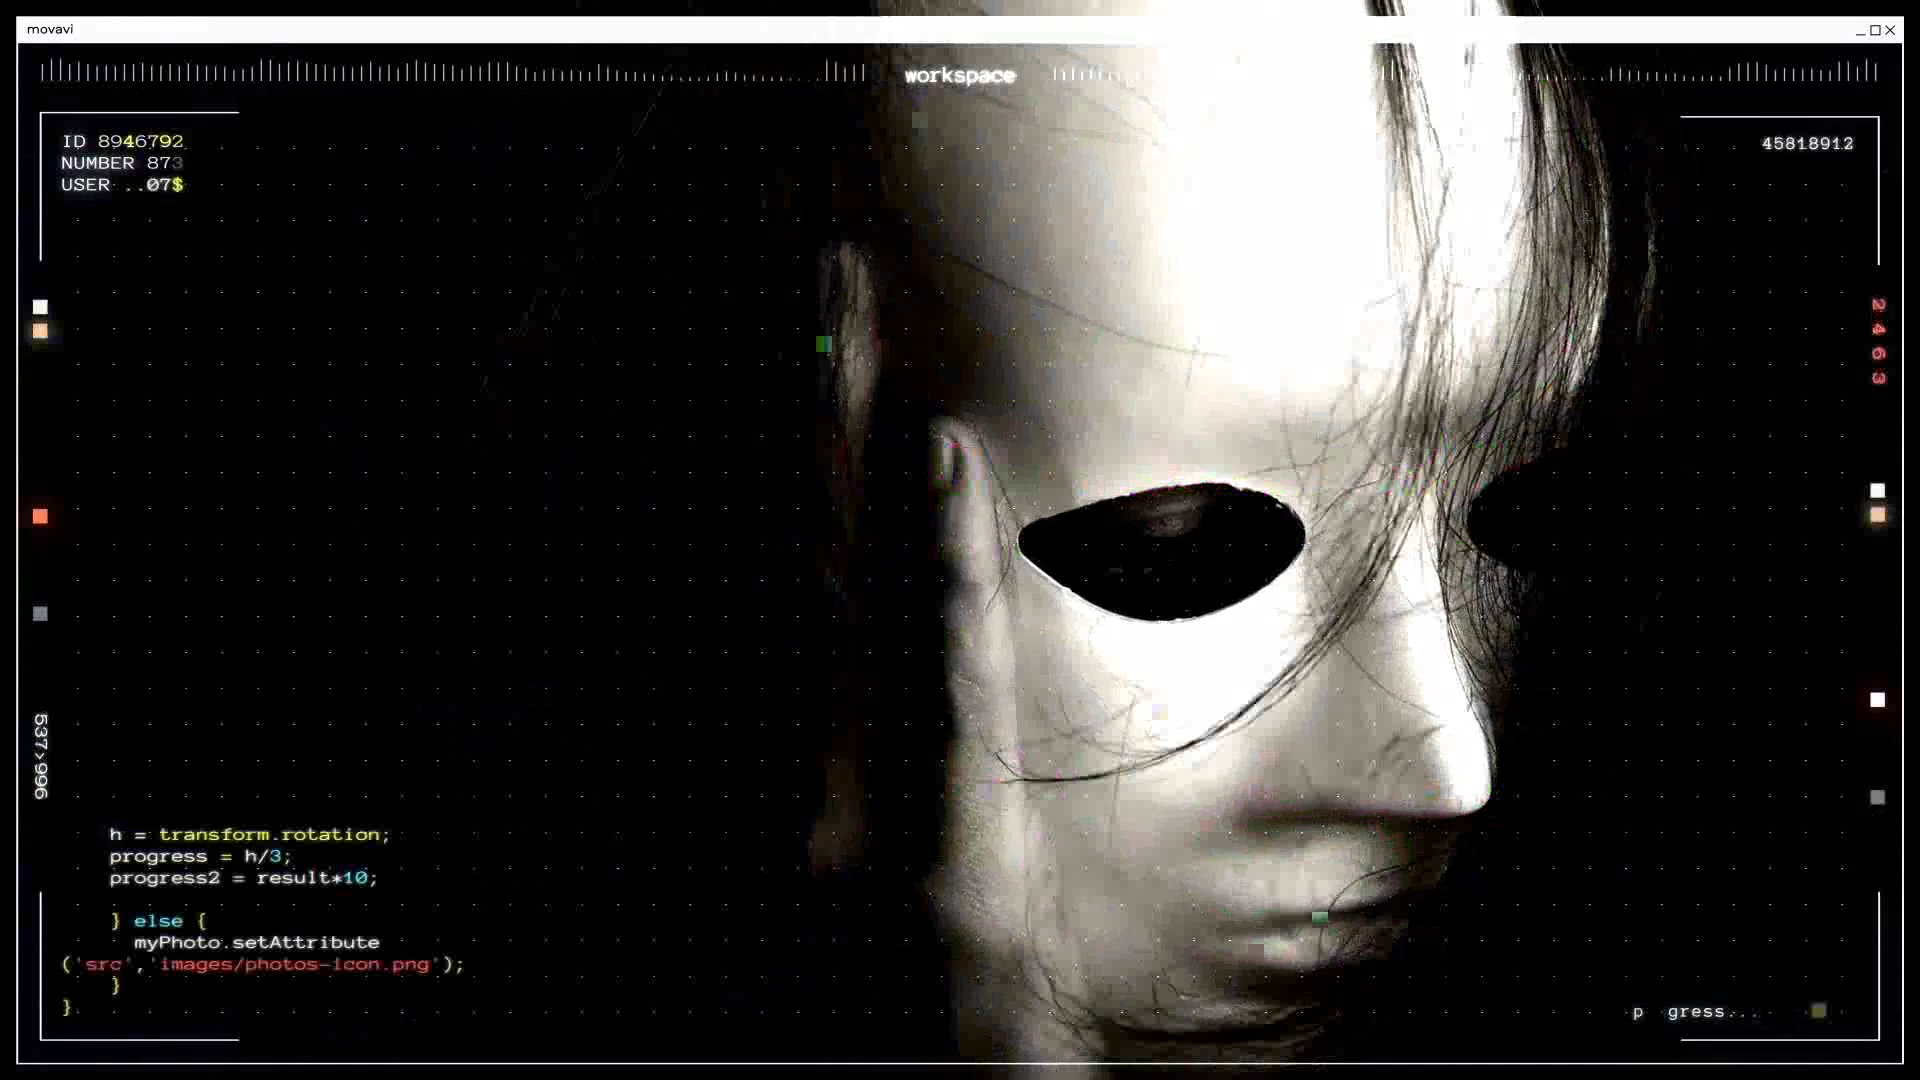 movavi
workspace
ID 8946792
NUMBER 873
USER ..07$
45818912
2463
537>996
h = transform.rotation;
progress = h/3;
progress2 = result*10;
} else {
myPhoto.setAttribute
('src','images/photos-icon.png');
}
}
p gress...